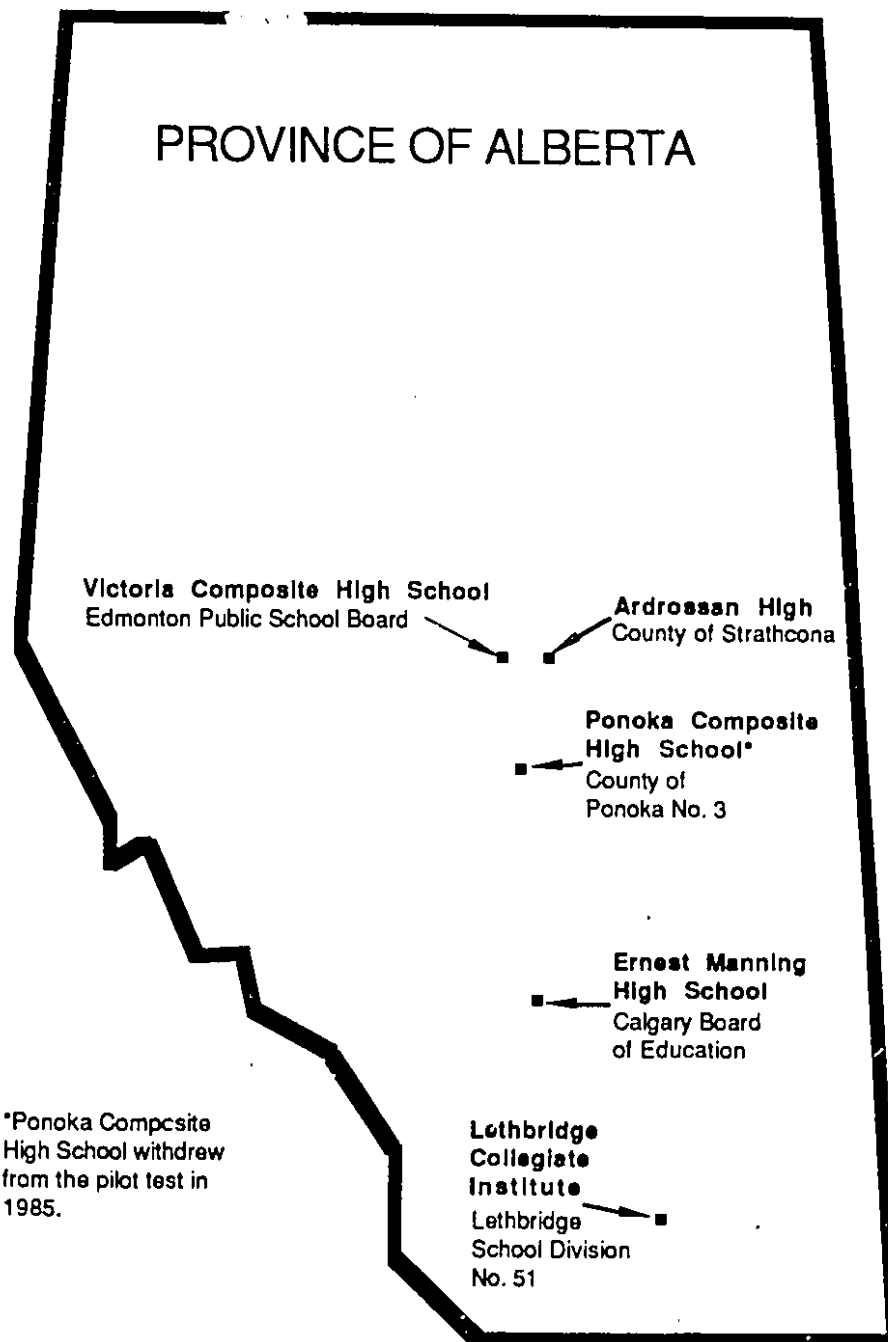 PROVINCE OF ALBERTA
Victoria Composite High School
Edmonton Public School Board
Ardrossan High
County of Strathcona
Ponoka Composite
High School*
County of
Ponoka No. 3
Ernest Manning
High School
Calgary Board
of Education
Lethbridge
Collegiate
Institute
Lethbridge
School Division
No. 51
*Ponoka Composite
High School withdrew
from the pilot test in
1985.